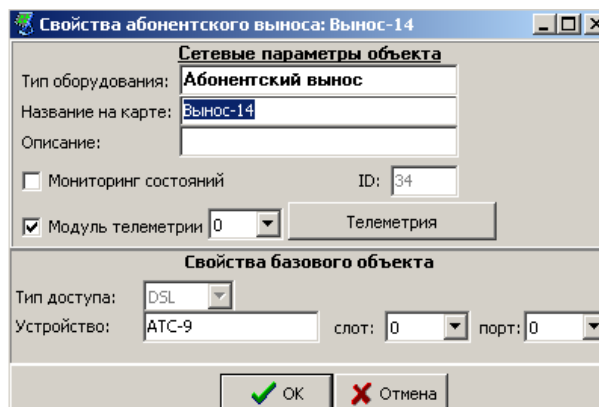 Свойства абонентского выноса: Вынос-14
Сетевые параметры объекта
Тип оборудования: Абонентский вынос
Название на карте: Вынос-14
Описание:
Мониторинг состояний ID: 34
Модуль телеметрии 0 Телеметрия
Свойства базового объекта
Тип доступа: DSL
Устройство: АТС-9 слот: 0 порт: 0
ОК Отмена